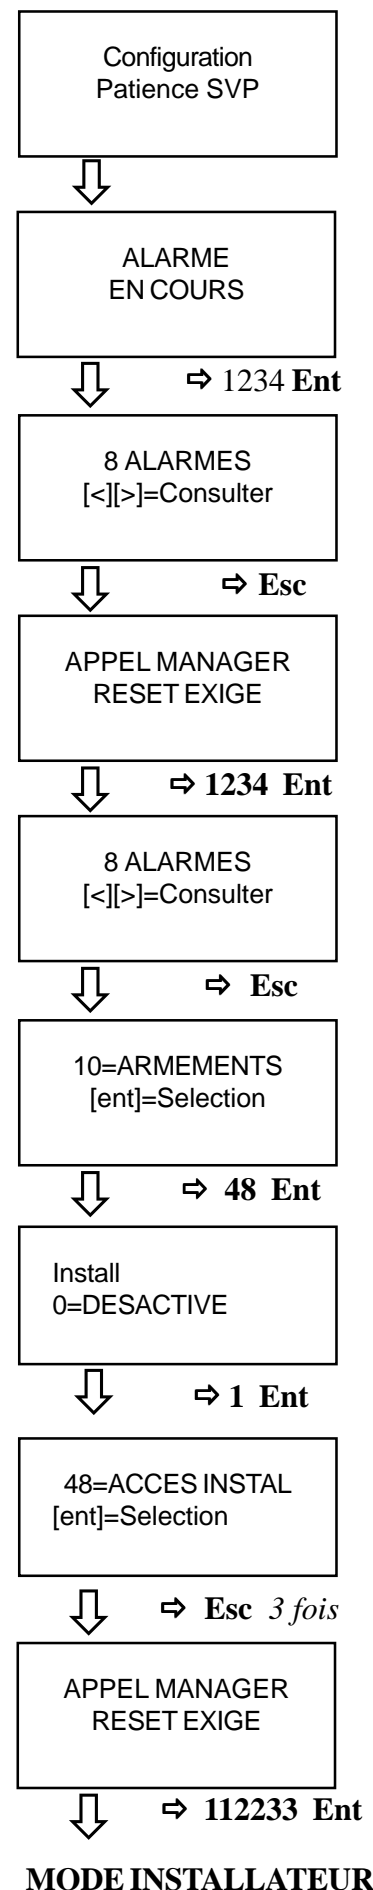 Configuration
Patience SVP
ALARME
EN COURS
⇨ 1234 Ent
8 ALARMES
[<][>]=Consulter
⇨ Esc
APPEL MANAGER
RESET EXIGE
⇨ 1234 Ent
8 ALARMES
[<][>]=Consulter
⇨ Esc
10=ARMEMENTS
[ent]=Selection
⇨ 48 Ent
Install
0=DESACTIVE
⇨ 1 Ent
48=ACCES INSTAL
[ent]=Selection
⇨ Esc 3 fois
APPEL MANAGER
RESET EXIGE
⇨ 112233 Ent
MODE INSTALLATEUR